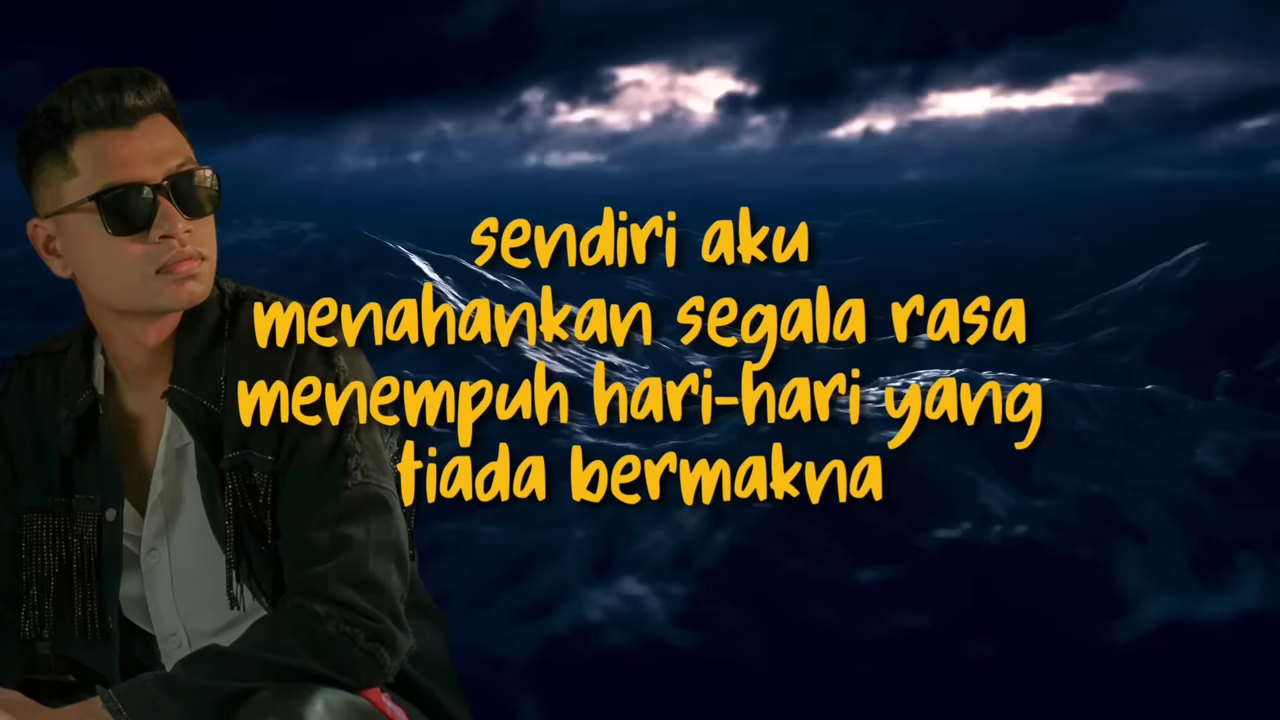 sendiri aku
menahankan segala rasa
menempuh hari-hari yang
tiada bermakna